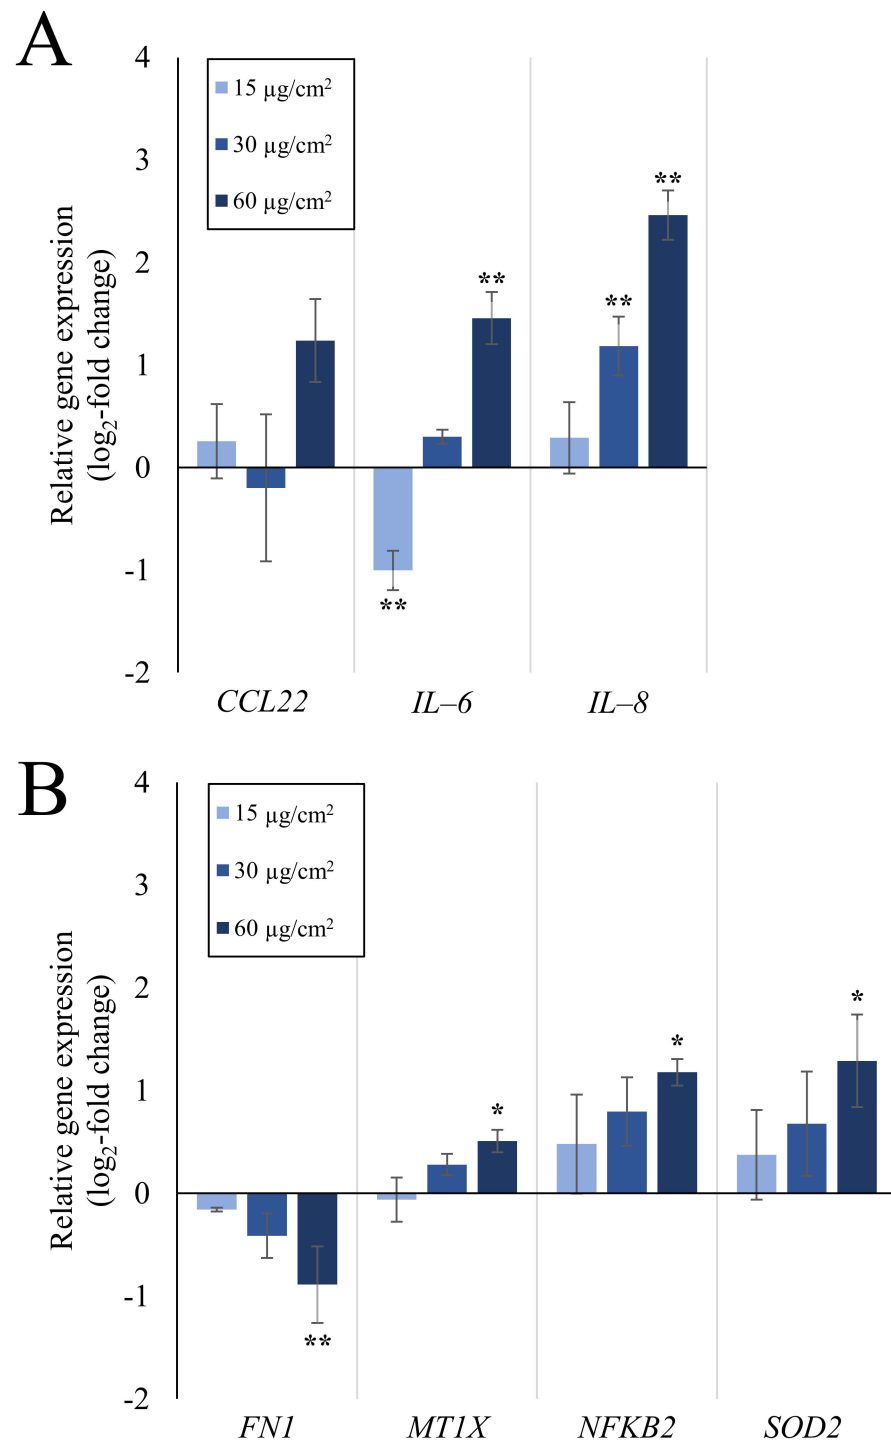 A
4
3
2
1
0
-1
-2
Relative gene expression
(log₂-fold change)
15 µg/cm²
30 µg/cm²
60 µg/cm²
**
**
**
**
CCL22 IL–6 IL–8
B
4
3
2
1
0
-1
-2
Relative gene expression
(log₂-fold change)
15 µg/cm²
30 µg/cm²
60 µg/cm²
*
*
*
**
FN1 MT1X NFKB2 SOD2